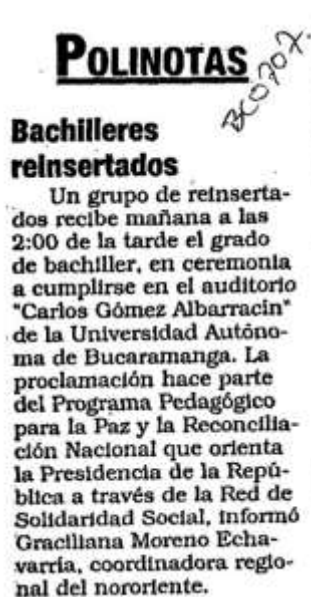 POLINOTAS
BC0707.
Bachilleres
reinsertados
Un grupo de reinserta-
dos recibe mañana a las
2:00 de la tarde el grado
de bachiller, en ceremonia
a cumplirse en el auditorio
"Carlos Gómez Albarracín"
de la Universidad Autóno-
ma de Bucaramanga. La
proclamación hace parte
del Programa Pedagógico
para la Paz y la Reconcilia-
ción Nacional que orienta
la Presidencia de la Repú-
blica a través de la Red de
Solidaridad Social, informó
Graciliana Moreno Echa-
varría, coordinadora regio-
nal del nororiente.